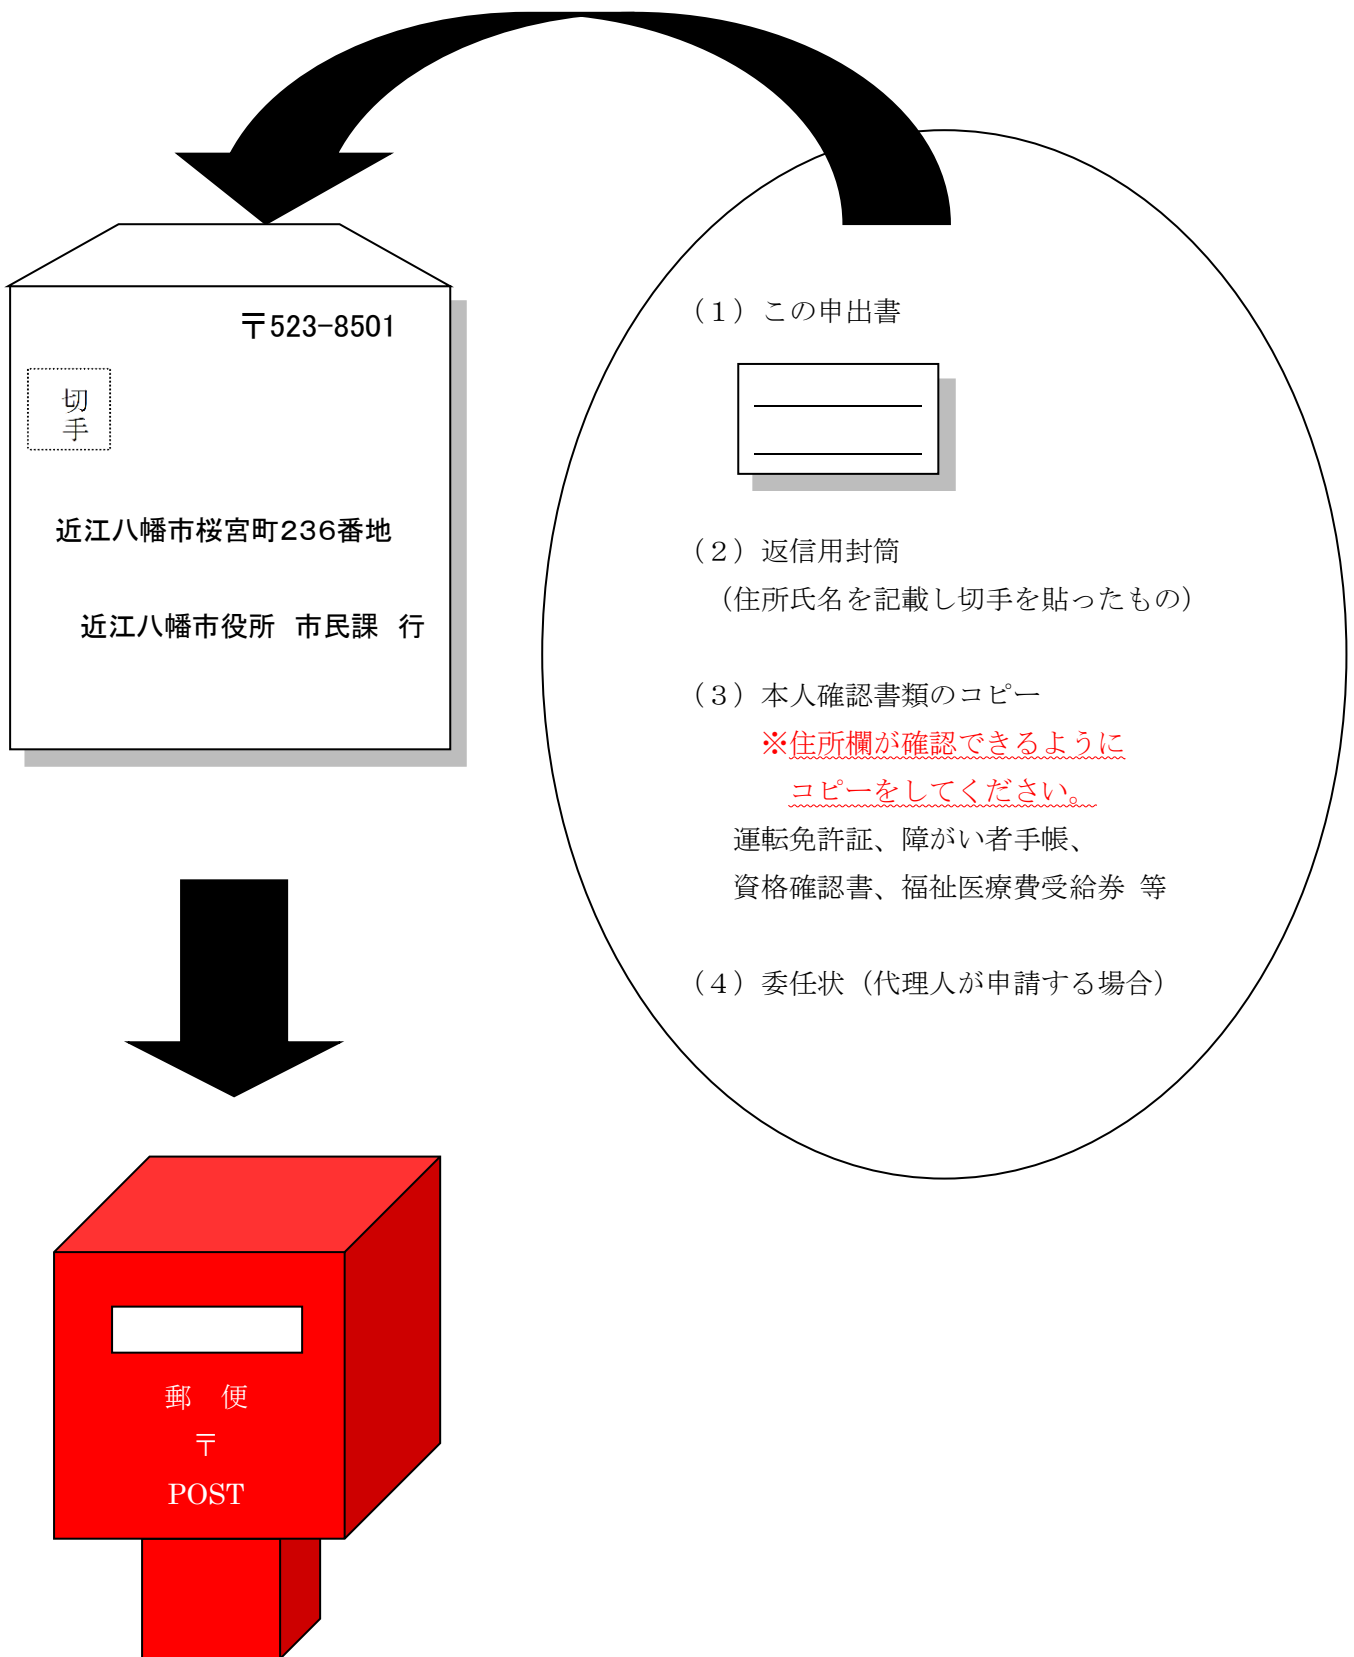 〒523-8501
切手
近江八幡市桜宮町236番地
近江八幡市役所 市民課 行
(1)この申出書
(2)返信用封筒
(住所氏名を記載し切手を貼ったもの)
(3)本人確認書類のコピー
※住所欄が確認できるように
コピーをしてください。
運転免許証、障がい者手帳、
資格確認書、福祉医療費受給券 等
(4)委任状(代理人が申請する場合)
郵 便
〒
POST